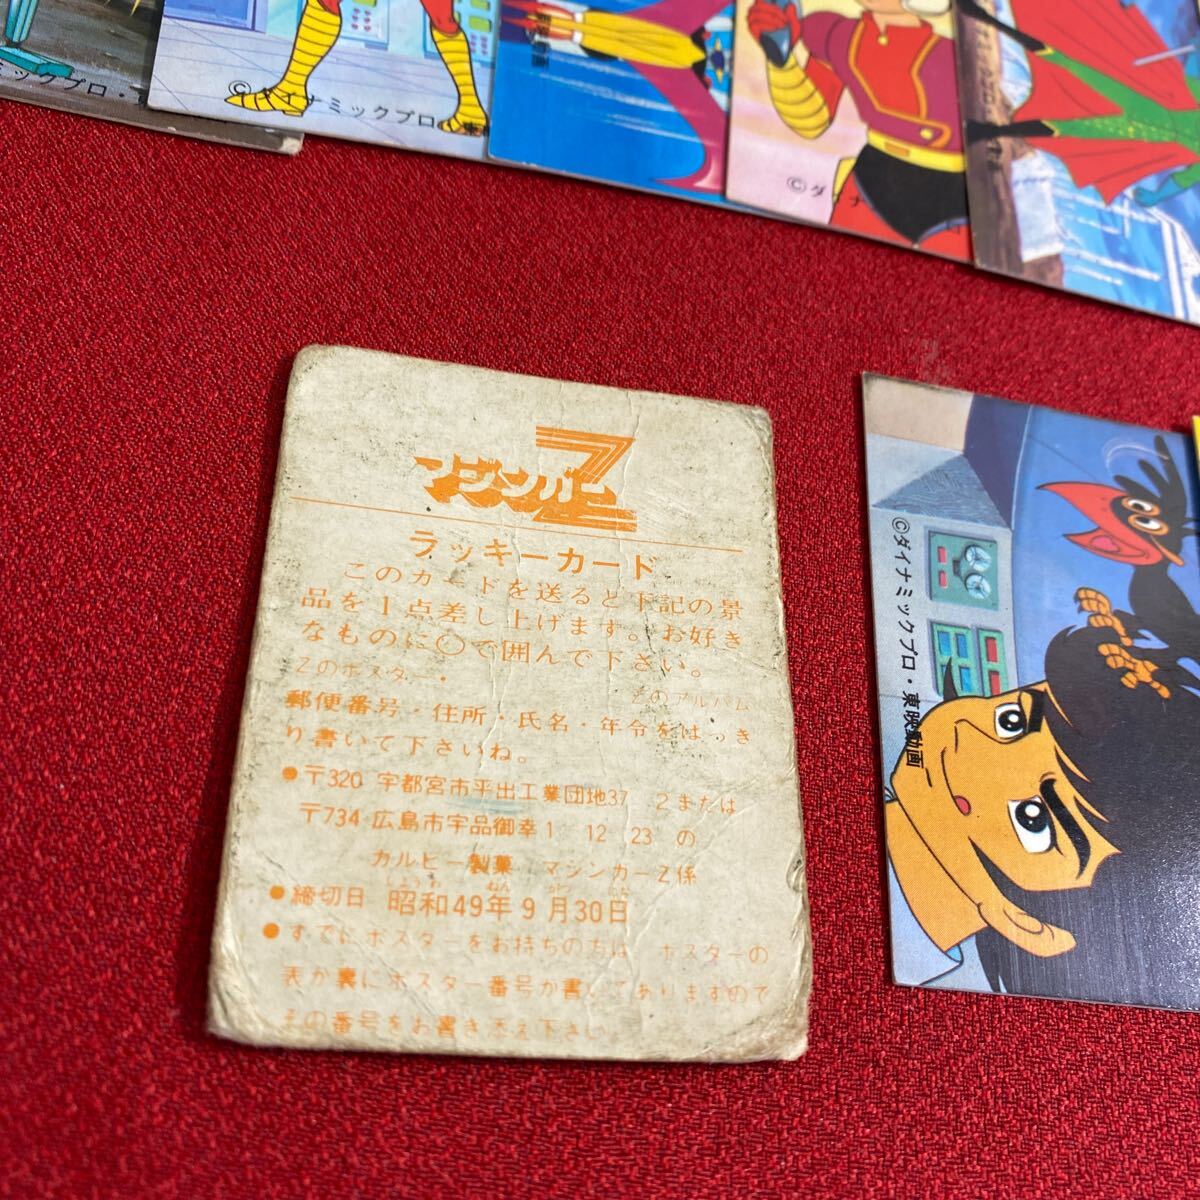 ミックプロ・
©ダイナミックプロ・東
©ダイナ
マジンガーZ
ラッキーカード
このカードを送ると下記の景
品を1点差し上げます。お好き
なものに○で囲んで下さい。
Zのポスター・ Zのアルバム
郵便番号・住所・氏名・年令をはっき
り書いて下さいね。
●〒320 宇都宮市平出工業団地37 2または
〒734 広島市宇品御幸1 12 23 の
カルビー製菓 マジンガーZ係
しょうわ ねん がつ にち
●締切日 昭和49年9月30日
●すでにポスターをお持ちの方は ポスターの
表か裏にポスター番号が書いてありますので
その番号をお書き添え下さい。
©ダイナミックプロ・東映動画